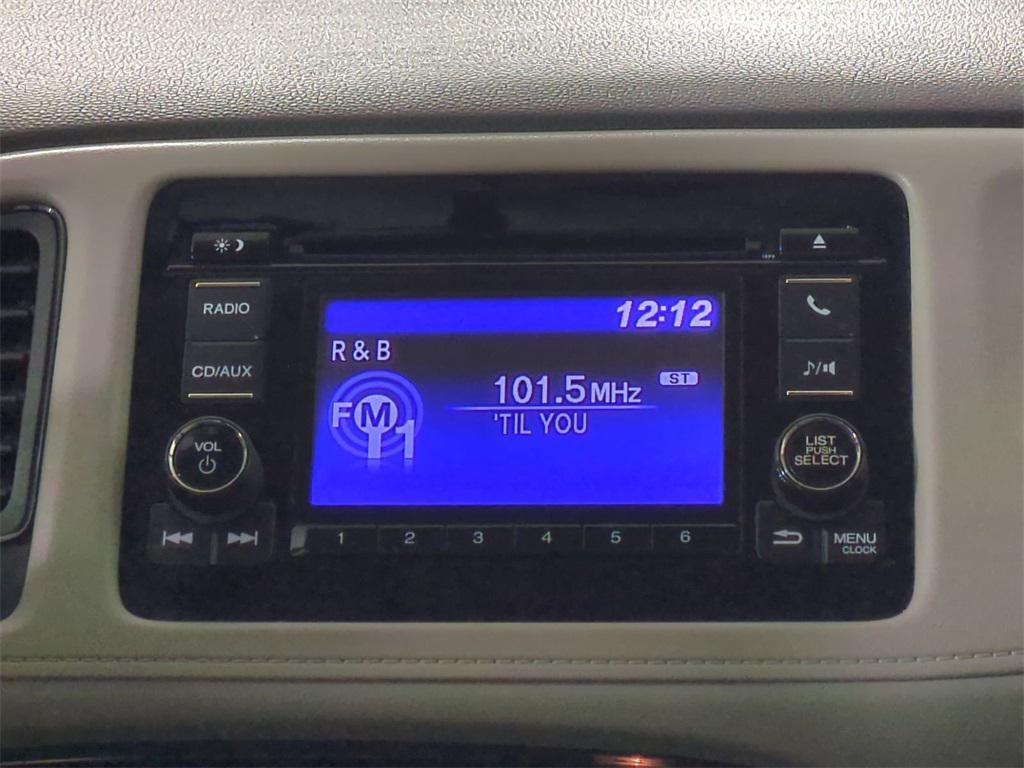 RADIO
CD/AUX
VOL
12:12
R & B
FM
1
101.5MHz
ST
'TIL YOU
LIST
PUSH
SELECT
1 2 3 4 5 6
MENU
CLOCK